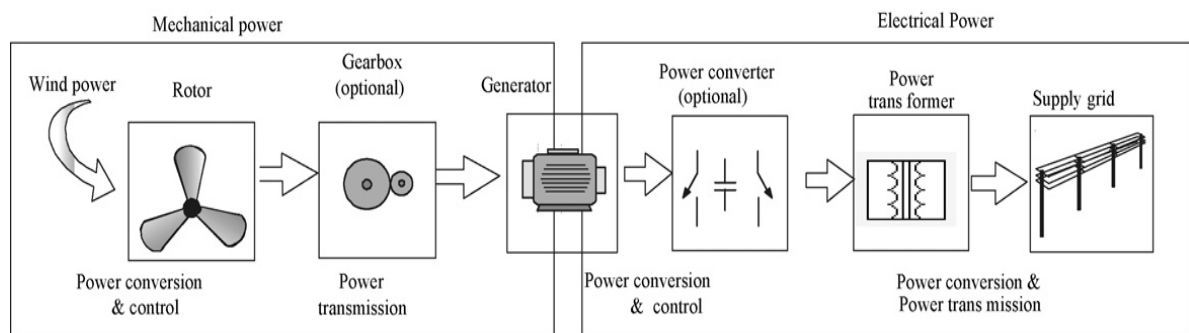 Mechanical power
Electrical Power
Wind power
Rotor
Gearbox
(optional)
Generator
Power converter
(optional)
Power
trans former
Supply grid
Power conversion
& control
Power
transmission
Power conversion
& control
Power conversion &
Power trans mission